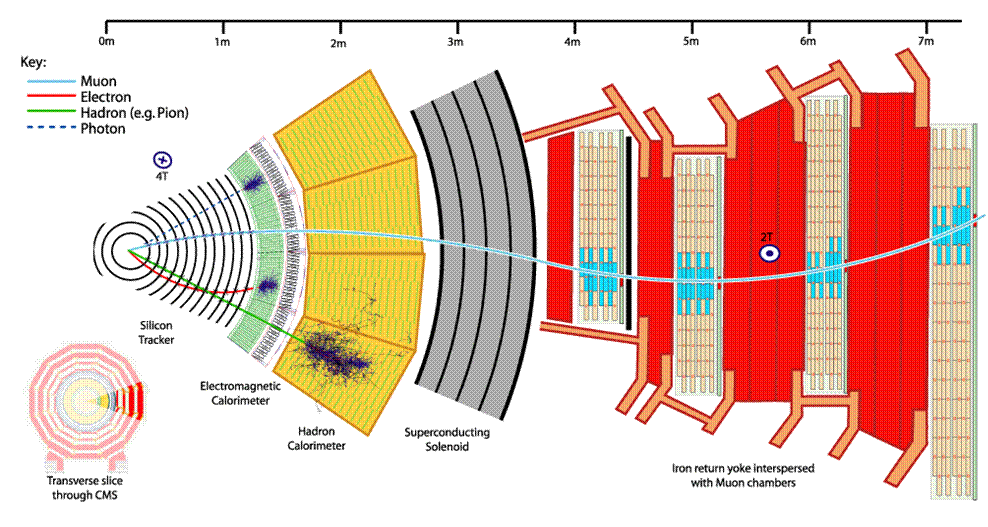 0m 1m 2m 3m 4m 5m 6m 7m
Key:
Muon
Electron
Hadron (e.g. Pion)
Photon
4T
2T
Silicon
Tracker
Electromagnetic
Calorimeter
Hadron
Calorimeter
Superconducting
Solenoid
Iron return yoke interspersed
with Muon chambers
Transverse slice
through CMS